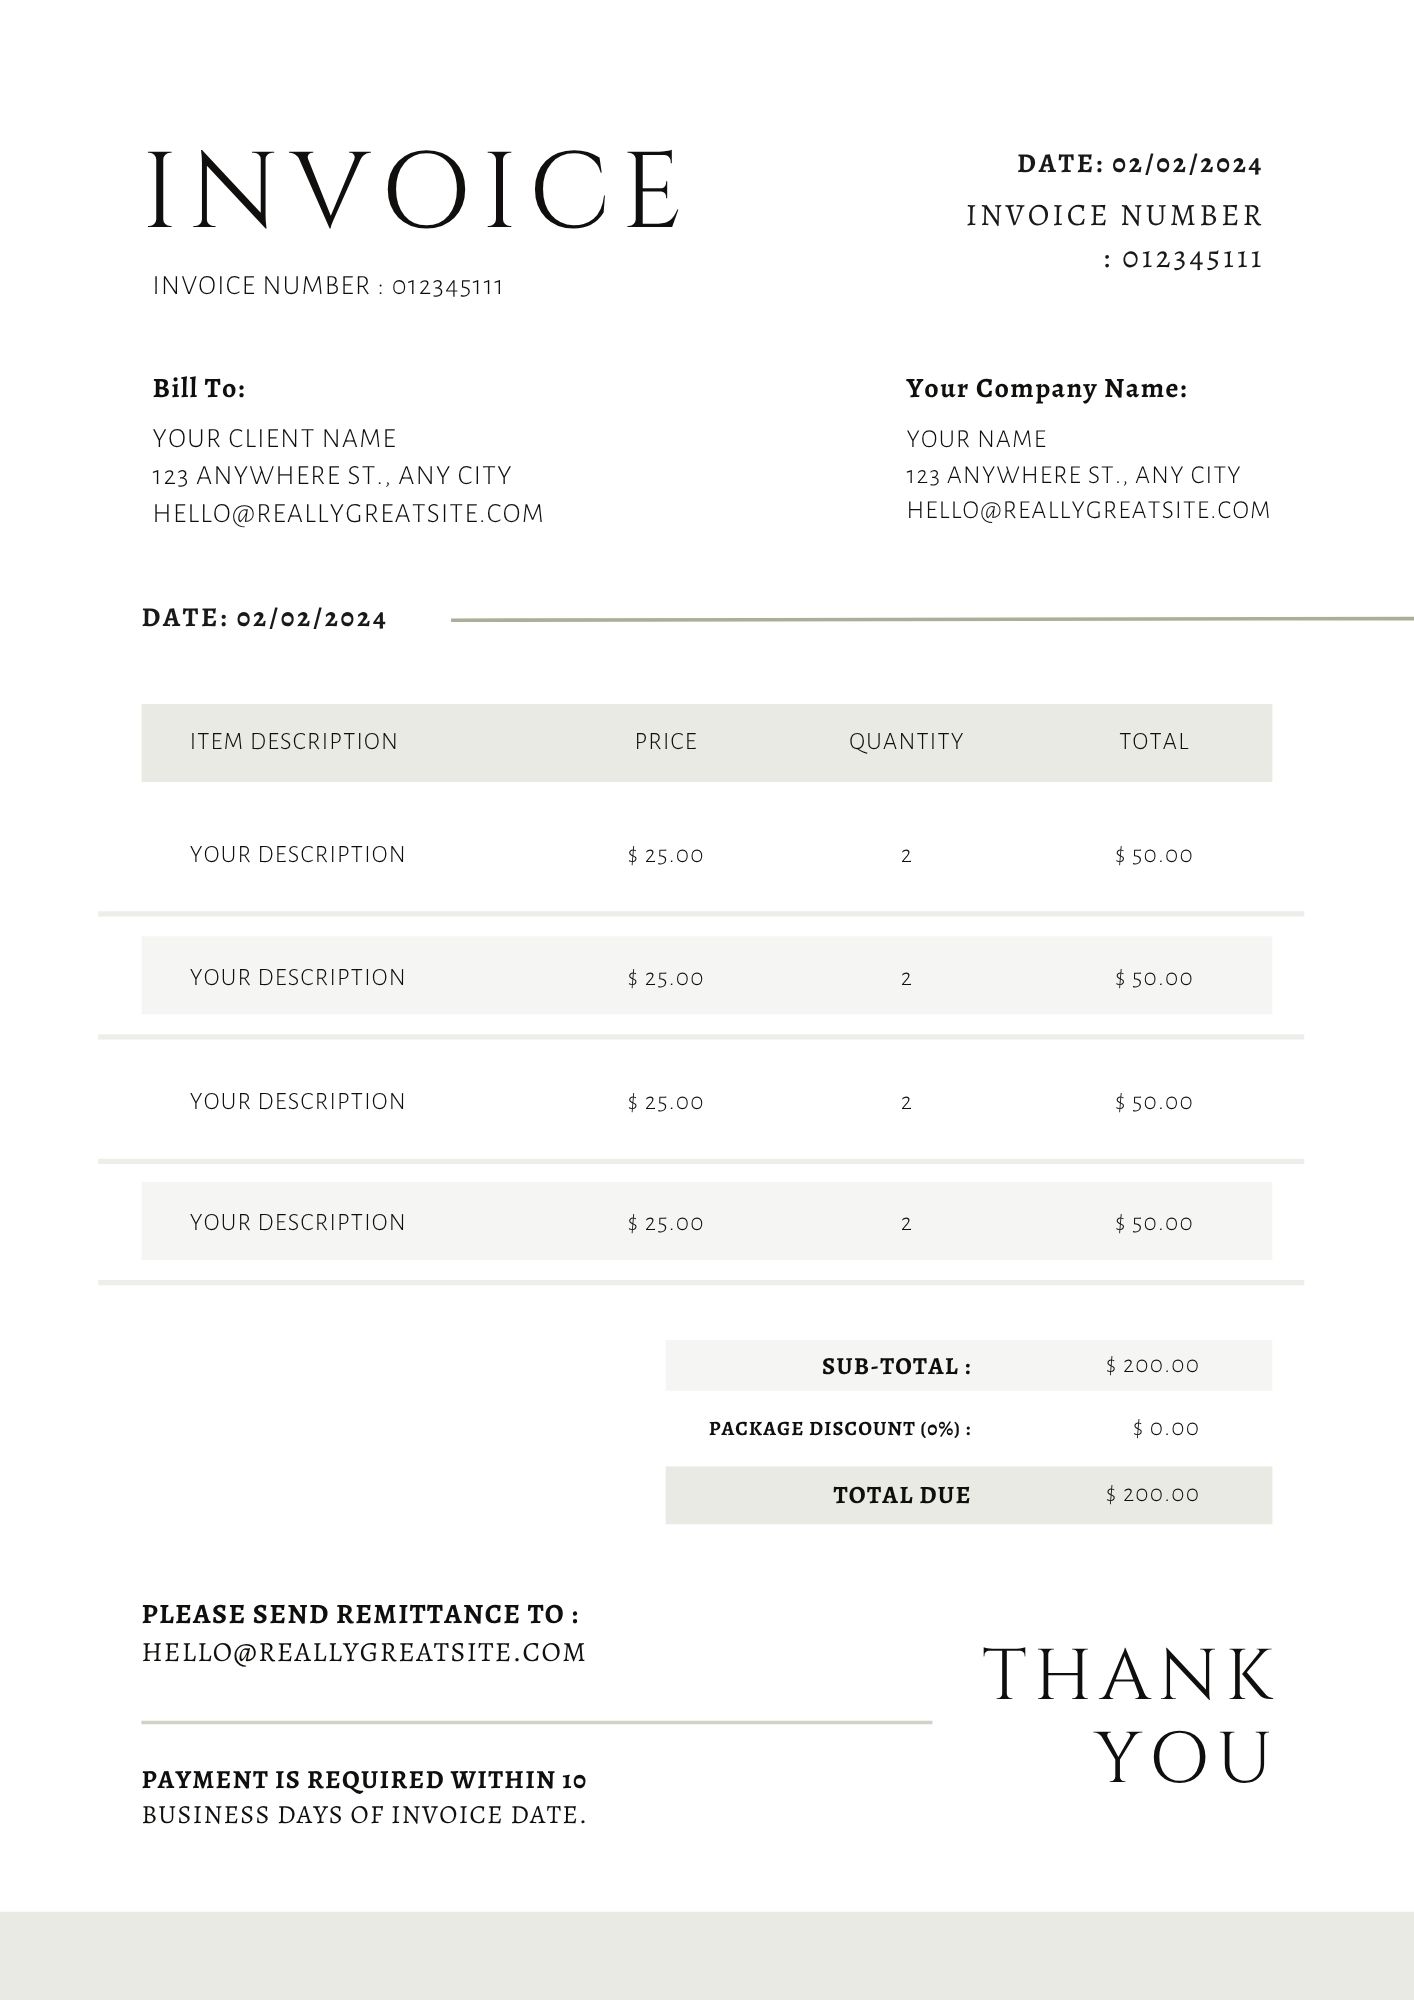 INVOICE
INVOICE NUMBER : 012345111
DATE: 02/02/2024
INVOICE NUMBER
: 012345111
Bill To:
YOUR CLIENT NAME
123 ANYWHERE ST., ANY CITY
HELLO@REALLYGREATSITE.COM
Your Company Name:
YOUR NAME
123 ANYWHERE ST., ANY CITY
HELLO@REALLYGREATSITE.COM
DATE: 02/02/2024
ITEM DESCRIPTION PRICE QUANTITY TOTAL
YOUR DESCRIPTION $ 25.00 2 $ 50.00
YOUR DESCRIPTION $ 25.00 2 $ 50.00
YOUR DESCRIPTION $ 25.00 2 $ 50.00
YOUR DESCRIPTION $ 25.00 2 $ 50.00
SUB-TOTAL : $ 200.00
PACKAGE DISCOUNT (0%) : $ 0.00
TOTAL DUE $ 200.00
PLEASE SEND REMITTANCE TO :
HELLO@REALLYGREATSITE.COM
PAYMENT IS REQUIRED WITHIN 10
BUSINESS DAYS OF INVOICE DATE.
THANK
YOU